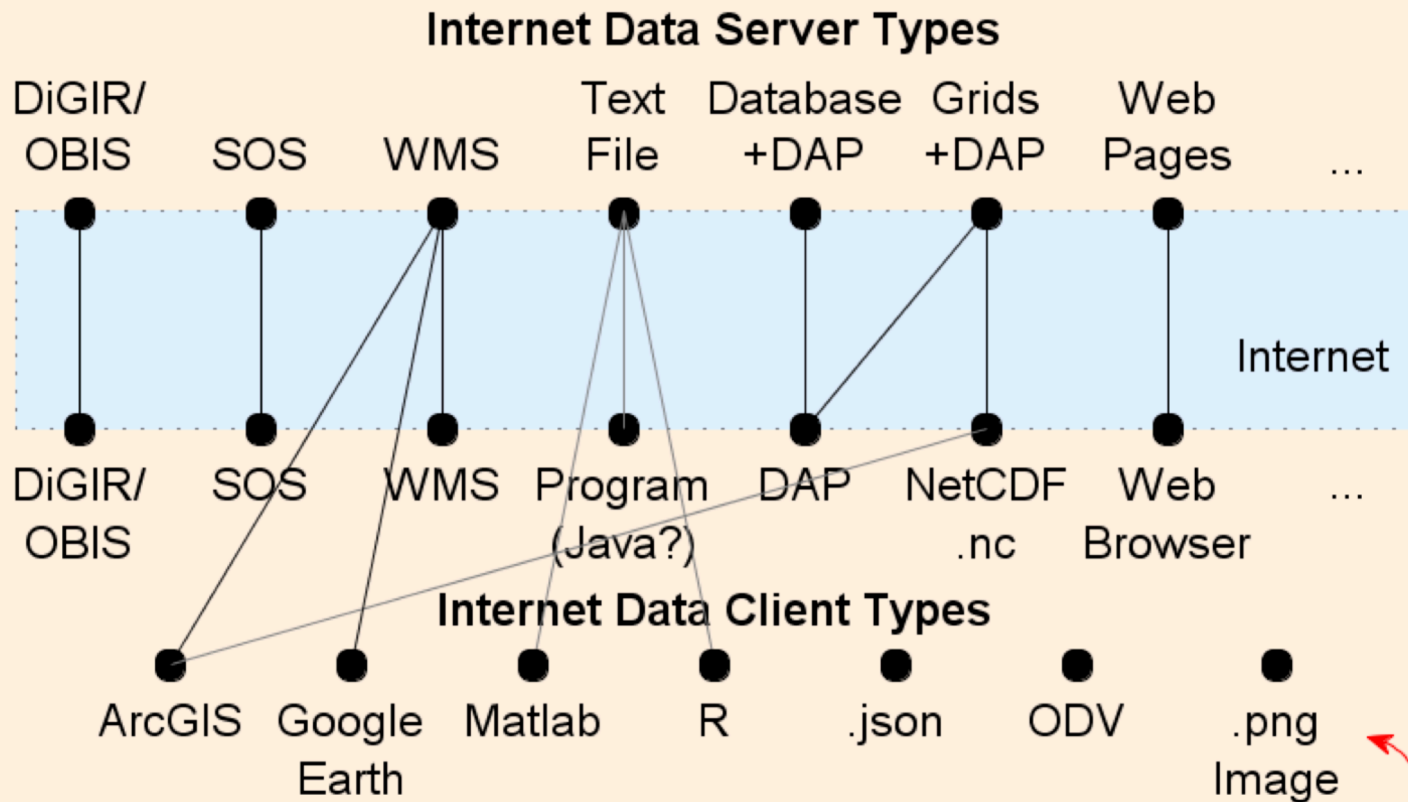 Internet Data Server Types
DiGIR/ Text Database Grids Web
OBIS SOS WMS File +DAP +DAP Pages ...
Internet
DiGIR/ SOS WMS Program DAP NetCDF Web ...
OBIS (Java?) .nc Browser
Internet Data Client Types
ArcGIS Google Matlab R .json ODV .png
Earth Image